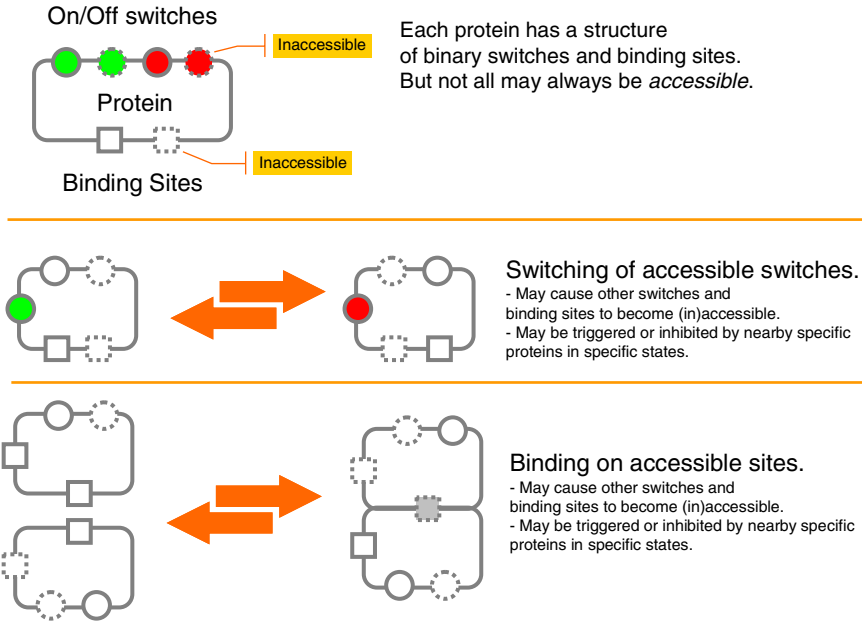 On/Off switches
Inaccessible
Each protein has a structure
of binary switches and binding sites.
But not all may always be accessible.
Protein
Inaccessible
Binding Sites
Switching of accessible switches.
- May cause other switches and
binding sites to become (in)accessible.
- May be triggered or inhibited by nearby specific
proteins in specific states.
Binding on accessible sites.
- May cause other switches and
binding sites to become (in)accessible.
- May be triggered or inhibited by nearby specific
proteins in specific states.